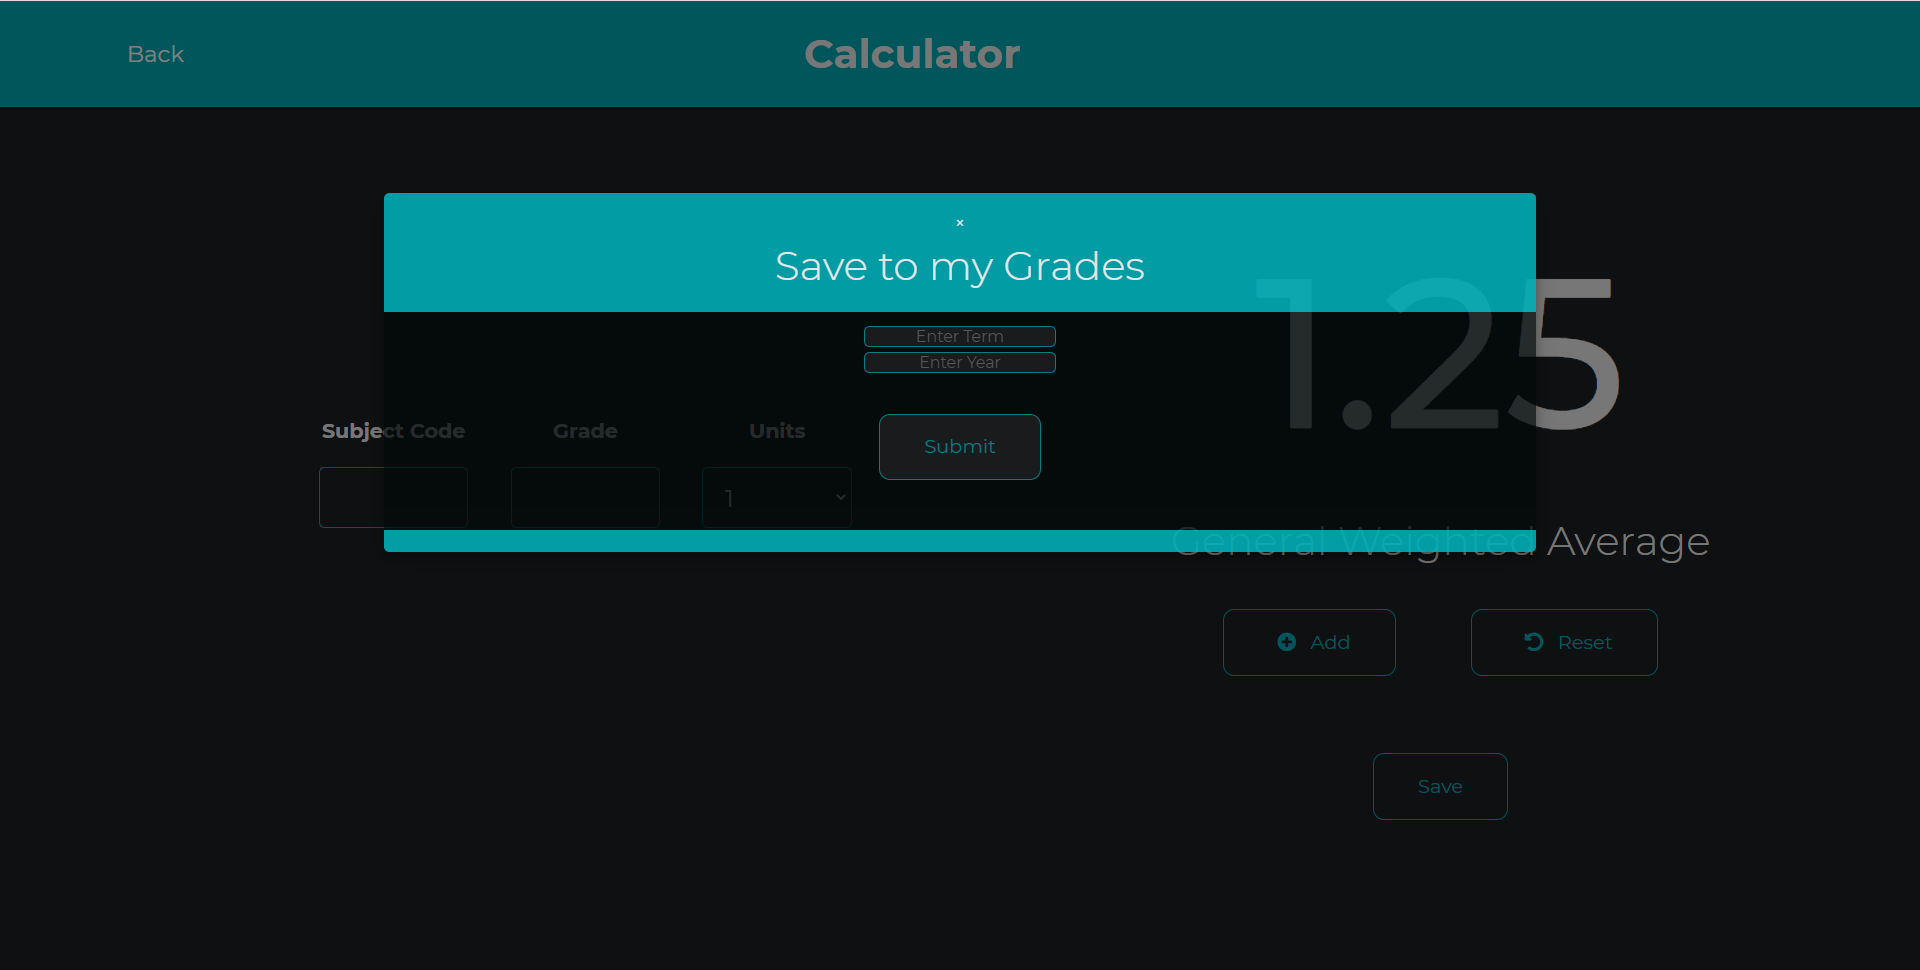 Back
Calculator
×
Save to my Grades
1.25
Enter Term
Enter Year
Subject Code Grade Units
Submit
1
General Weighted Average
Add Reset
Save